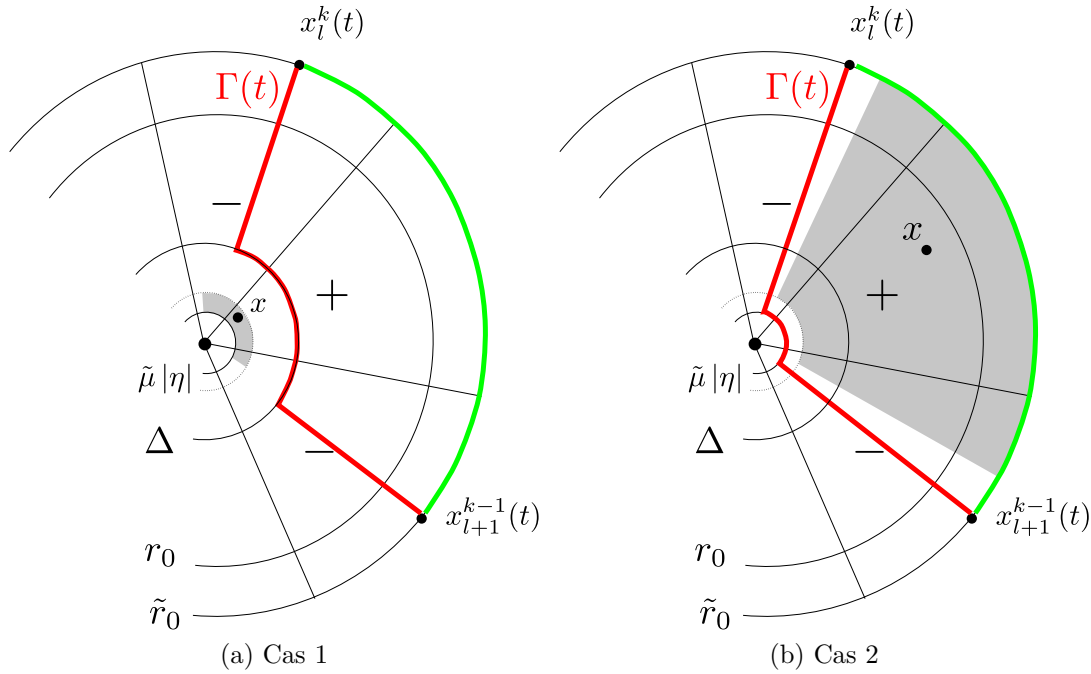 x_l^k(t) x_l^k(t)
Γ(t) Γ(t)
− −
x x
+ +
μ̃ |η| μ̃ |η|
Δ − Δ −
x_{l+1}^{k-1}(t) x_{l+1}^{k-1}(t)
r_0 r_0
r̃_0 r̃_0
(a) Cas 1 (b) Cas 2